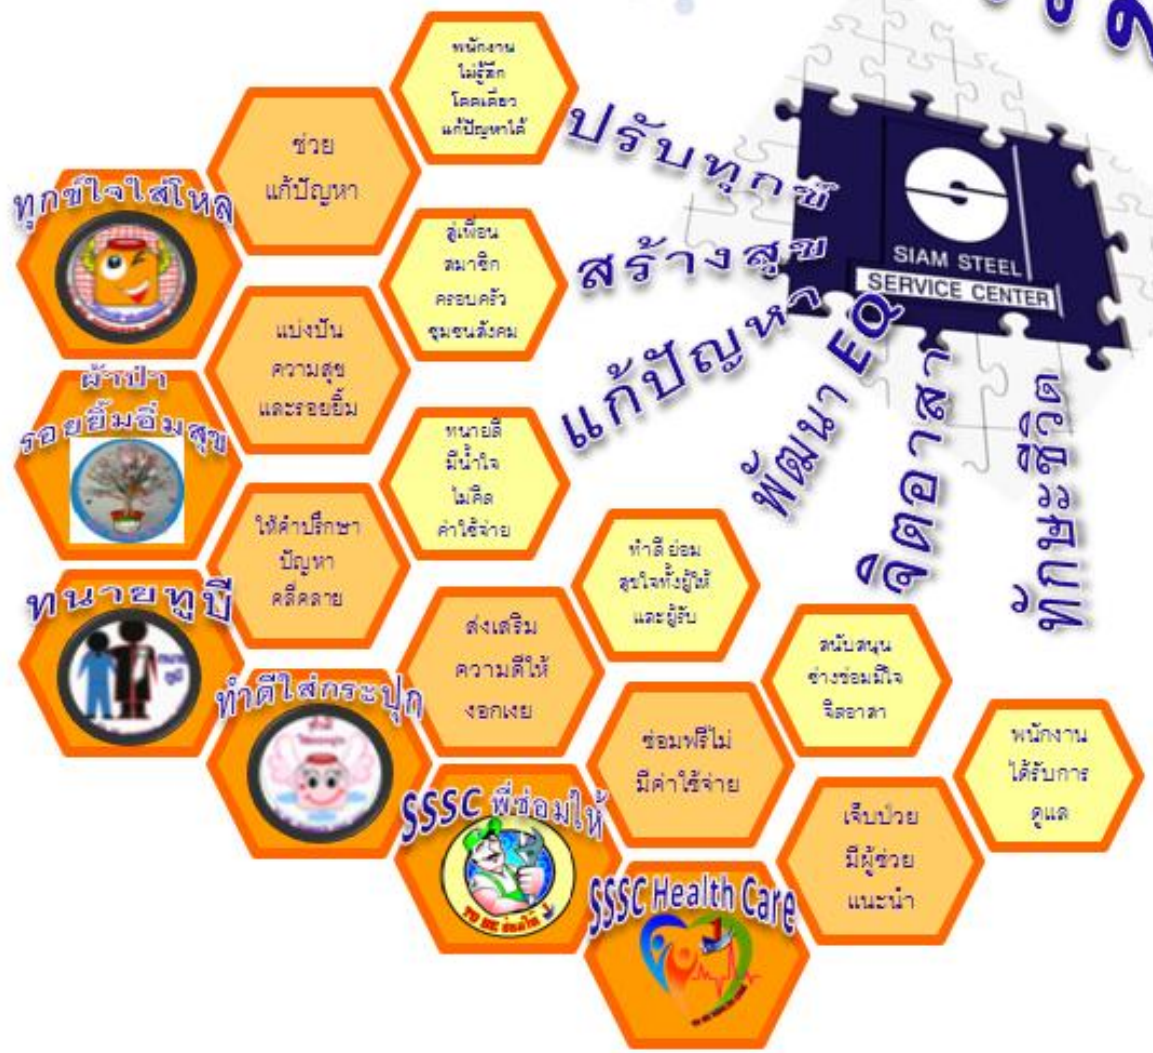 พนักงาน
ไม่รู้สึก
โดดเดี่ยว
แก้ปัญหาได้
ช่วย
แก้ปัญหา
ทุกข์ใจใส่โหล
สู่เพื่อน
สมาชิก
ครอบครัว
ชุมชนสังคม
แบ่งปัน
ความสุข
และรอยยิ้ม
ผ้าป่า
รอยยิ้มอิ่มสุข
ทนายดี
มีน้ำใจ
ไม่คิด
ค่าใช้จ่าย
ให้คำปรึกษา
ปัญหา
คลี่คลาย
ทนายทูบี
ทำดี ย่อม
สุขใจทั้งผู้ให้
และผู้รับ
ส่งเสริม
ความดีให้
งอกเงย
ทำดีใส่กระปุก
สนับสนุน
ช่างซ่อมมีใจ
จิตอาสา
ซ่อมฟรีไม่
มีค่าใช้จ่าย
SSSC พี่ซ่อมให้
TO BE ซ่อมให้
พนักงาน
ได้รับการ
ดูแล
เจ็บป่วย
มีผู้ช่วย
แนะนำ
SSSC Health Care
ปรับทุกข์
สร้างสุข
แก้ปัญหา
พัฒนา EQ
จิตอาสา
ทักษะชีวิต
SIAM STEEL
SERVICE CENTER